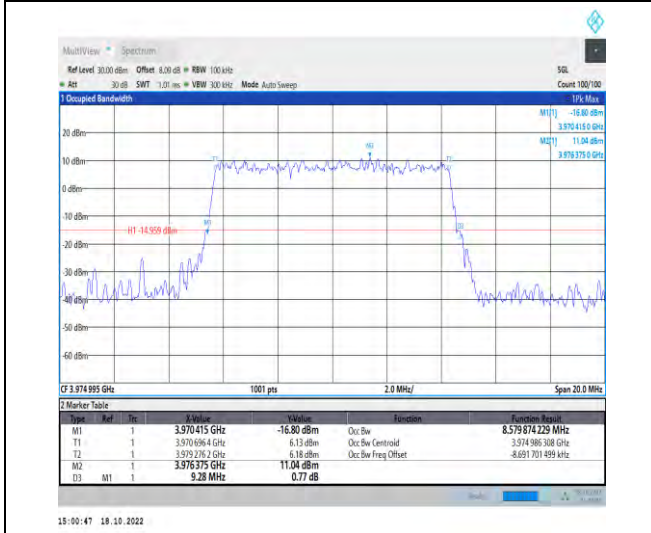 MultiView Spectrum
Ref Level 30.00 dBm Offset 8.00 dB RBW 100 kHz SGL
Att 30 dB SWT 1.01 ms VBW 300 kHz Mode Auto Sweep Count 100/100
1 Occupied Bandwidth 1Pk Max
M1[1] -16.80 dBm
3.970 415 0 GHz
M2[1] 11.04 dBm
3.976 375 0 GHz
20 dBm
M2
10 dBm
T1
0 dBm
-10 dBm
M1
H1 -14.959 dBm
-20 dBm
-30 dBm
-40 dBm
-50 dBm
-60 dBm
CF 3.974 995 GHz 1001 pts 2.0 MHz/ Span 20.0 MHz
2 Marker Table
Type Ref Trc X-Value Y-Value Function Function Result
M1 1 3.970 415 GHz -16.80 dBm Occ Bw 8.579 874 229 MHz
T1 1 3.970 696 4 GHz 6.13 dBm Occ Bw Centroid 3.974 986 308 GHz
T2 1 3.979 276 2 GHz 6.18 dBm Occ Bw Freq Offset -8.691 701 499 kHz
M2 1 3.976 375 GHz 11.04 dBm
D3 M1 1 9.28 MHz 0.77 dB
15:00:47 18.10.2022